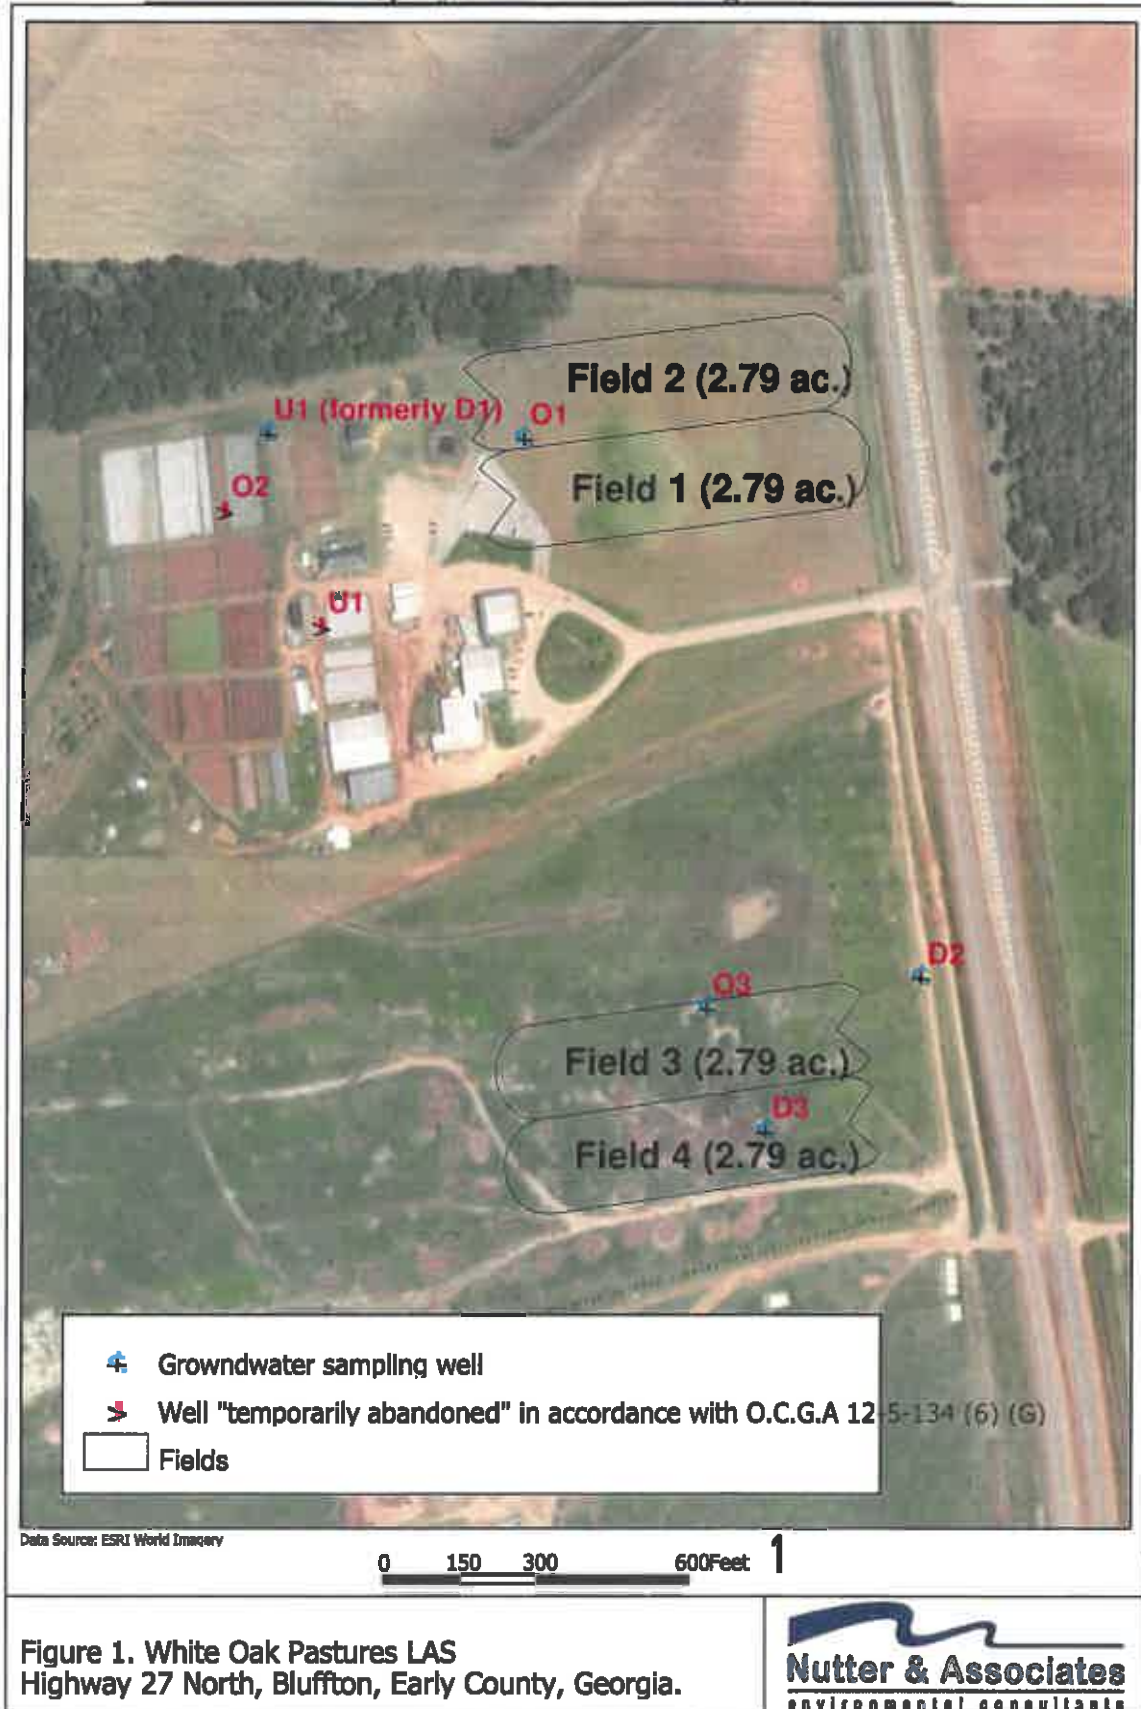 Field 2 (2.79 ac.)
U1 (formerly D1)
O1
Field 1 (2.79 ac.)
O2
U1
D2
O3
Field 3 (2.79 ac.)
D3
Field 4 (2.79 ac.)
Growndwater sampling well
Well "temporarily abandoned" in accordance with O.C.G.A 12-5-134 (6) (G)
Fields
Data Source: ESRI World Imagery
0 150 300 600Feet 1
Figure 1. White Oak Pastures LAS
Highway 27 North, Bluffton, Early County, Georgia.
Nutter & Associates
environmental consultants